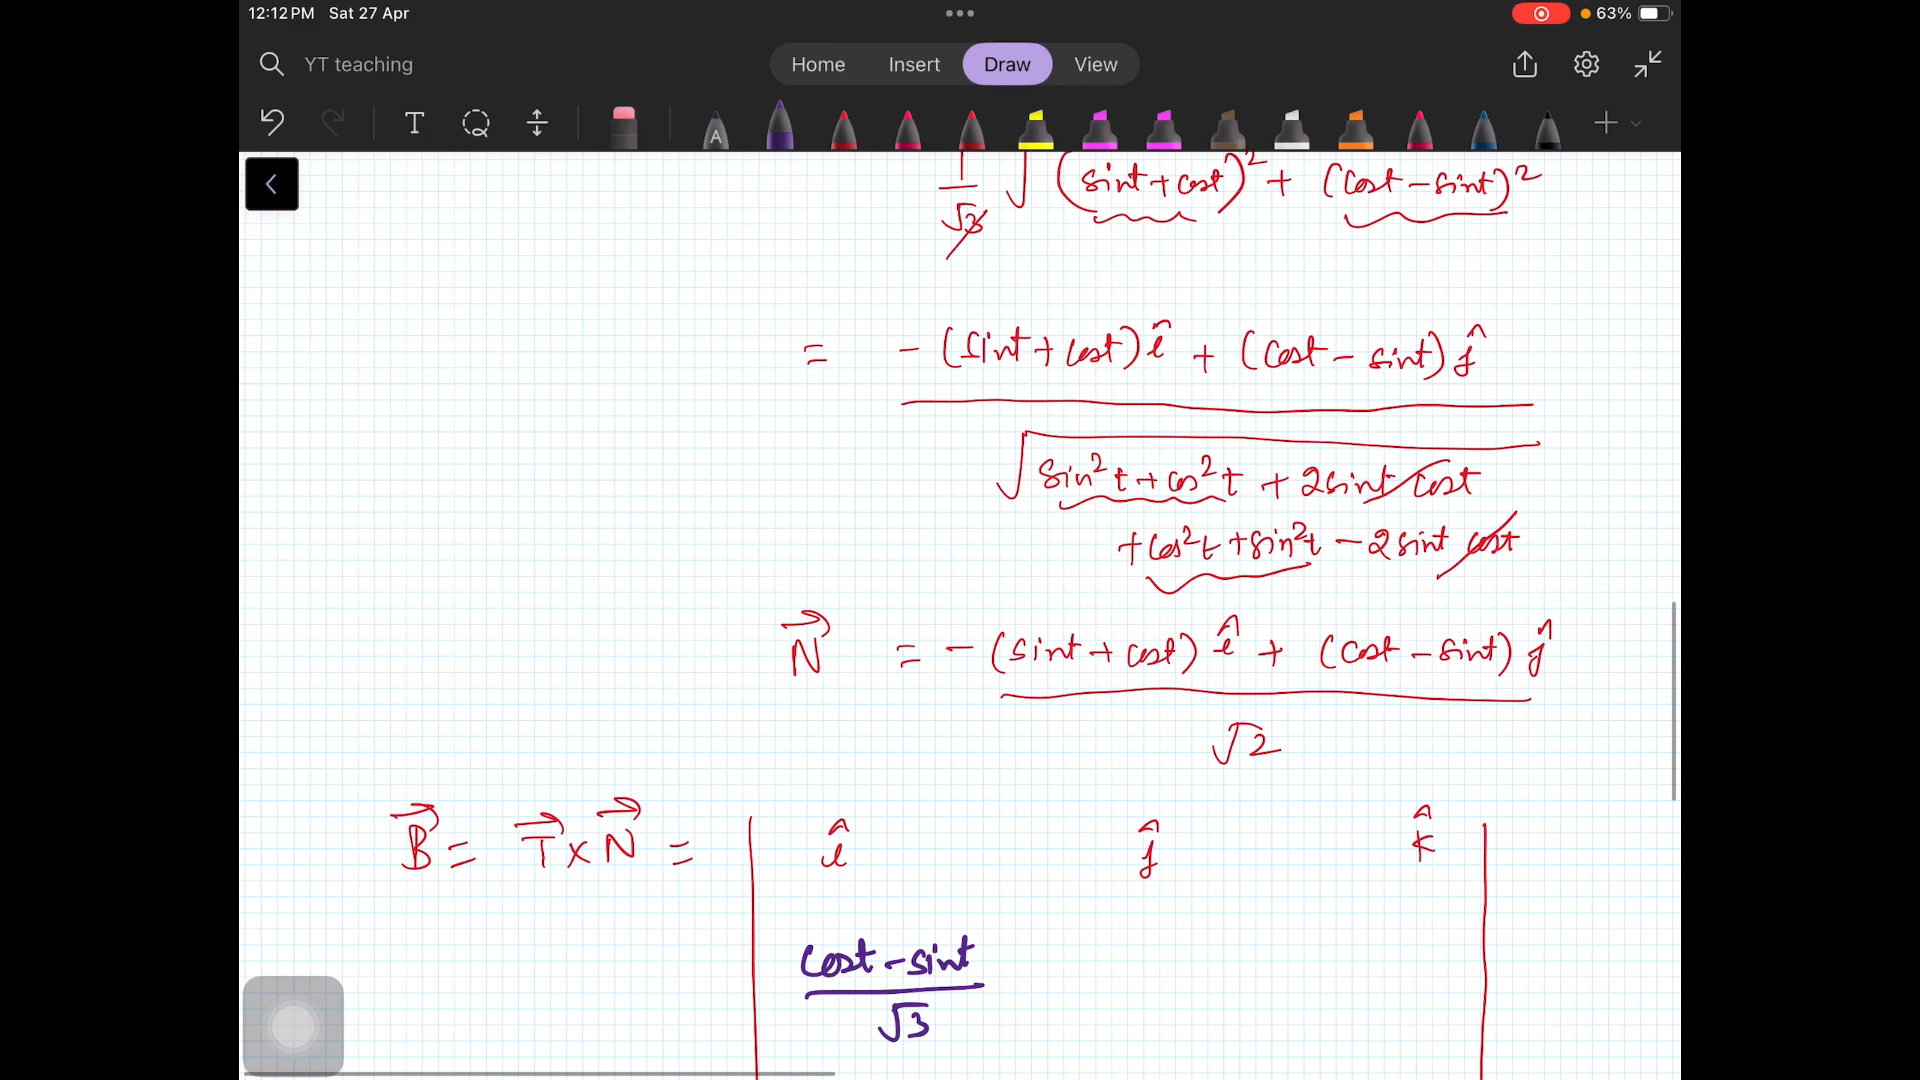 12:12 PM Sat 27 Apr 63%
YT teaching Home Insert Draw View
T A
1/√3 √ (sint+cost)² + (cost-sint)²
= -(sint+cost)î + (cost-sint)ĵ
√ sin²t+cos²t + 2sint cost
+cos²t+sin²t - 2sint cost
N⃗ = -(sint+cost)î + (cost-sint)ĵ
√2
B⃗ = T⃗ x N⃗ = | î ĵ k̂ |
cost-sint
√3